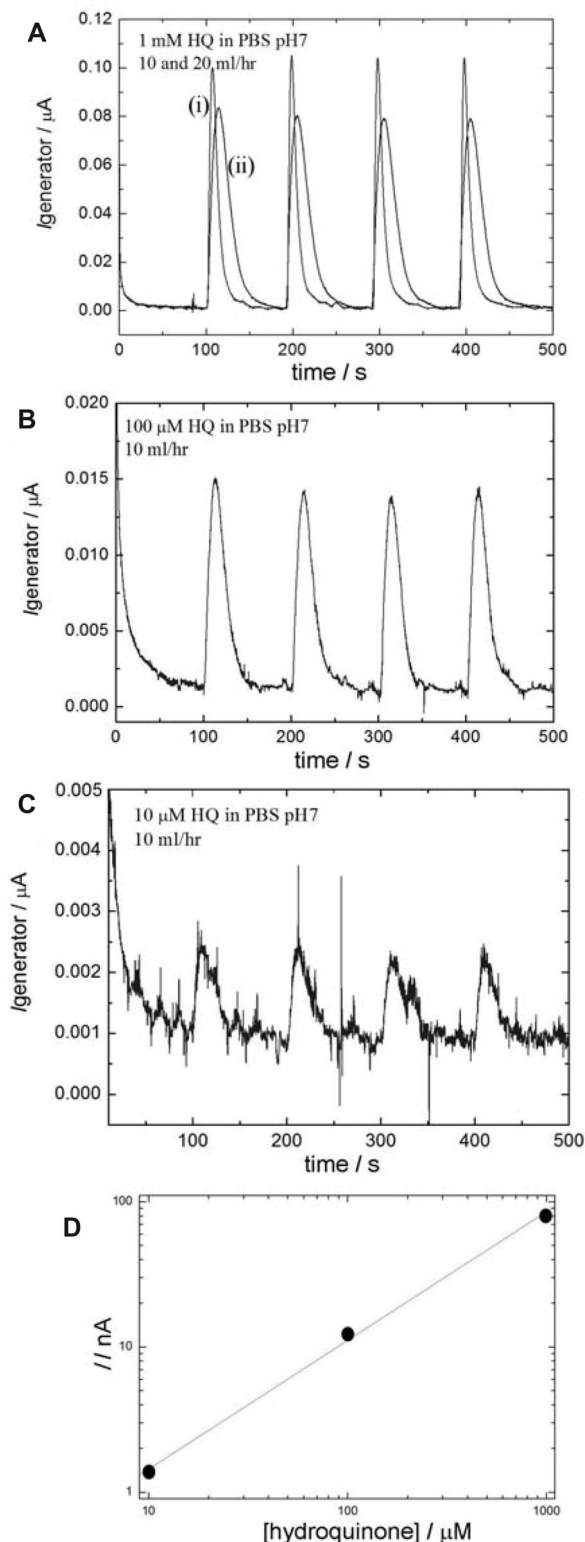 A
1 mM HQ in PBS pH7
10 and 20 ml/hr
(i)
(ii)
Igenerator / μA
0.12
0.10
0.08
0.06
0.04
0.02
0.00
0 100 200 300 400 500
time / s
B
100 μM HQ in PBS pH7
10 ml/hr
Igenerator / μA
0.020
0.015
0.010
0.005
0.000
0 100 200 300 400 500
time / s
C
10 μM HQ in PBS pH7
10 ml/hr
Igenerator / μA
0.005
0.004
0.003
0.002
0.001
0.000
100 200 300 400 500
time / s
D
I / nA
100
10
1
10 100 1000
[hydroquinone] / μM